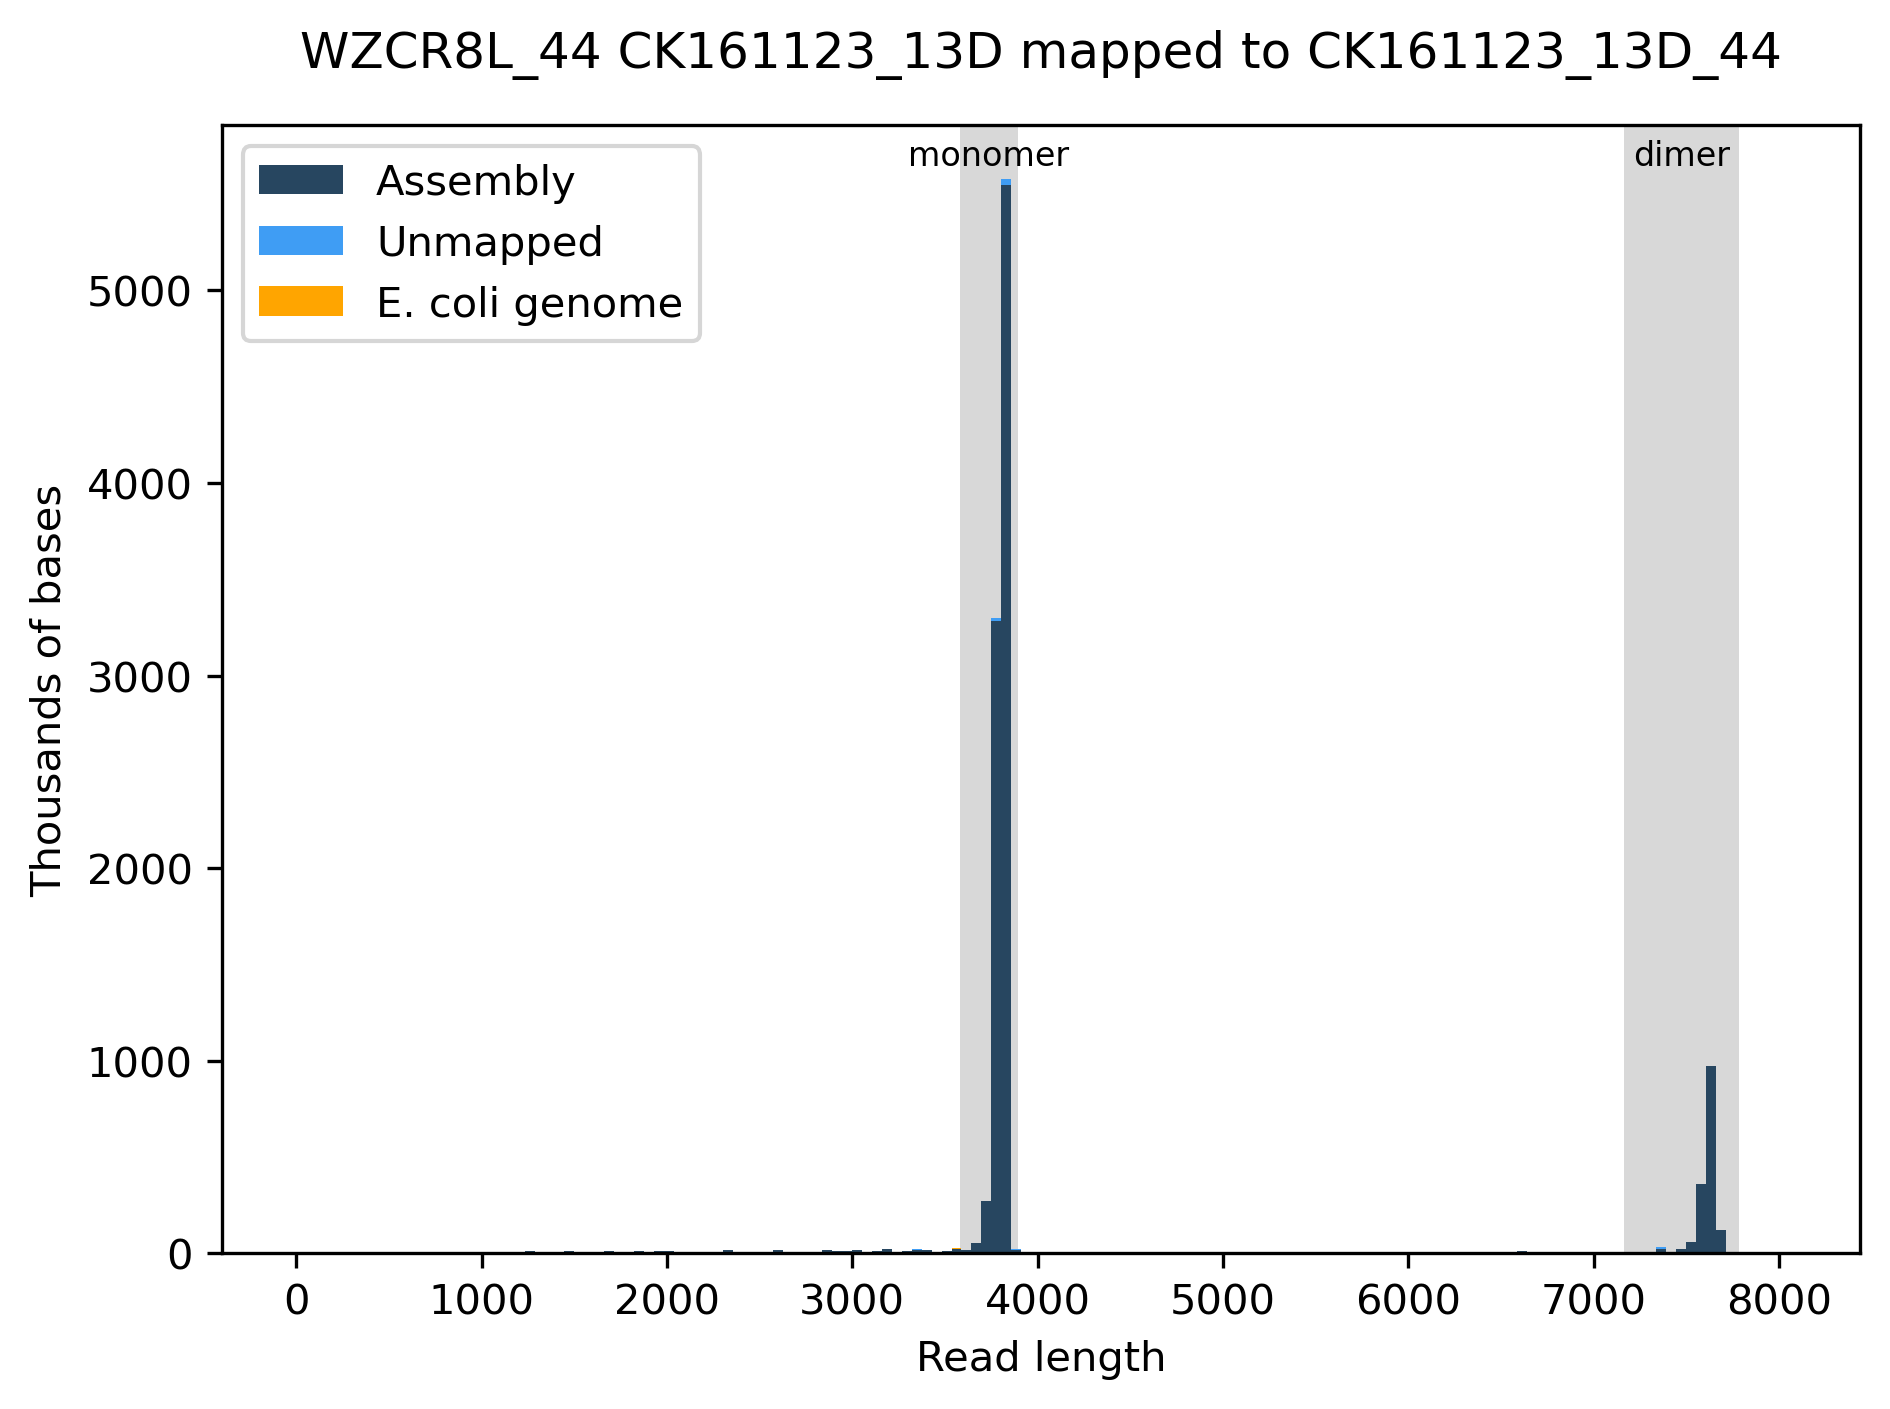 WZCR8L_44 CK161123_13D mapped to CK161123_13D_44
Assembly
Unmapped
E. coli genome
monomer
dimer
Thousands of bases
5000
4000
3000
2000
1000
0
0 1000 2000 3000 4000 5000 6000 7000 8000
Read length